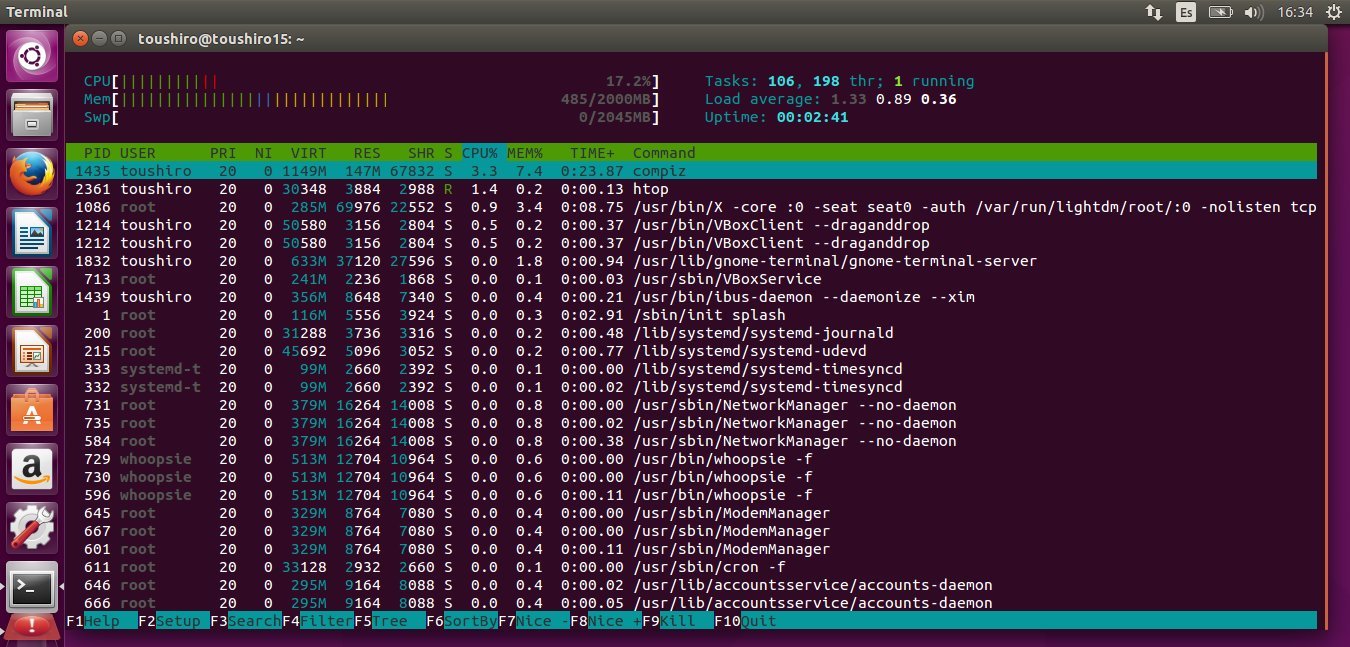 Terminal Es 16:34
toushiro@toushiro15: ~
CPU[||||||||||| 17.2%] Tasks: 106, 198 thr; 1 running
Mem[|||||||||||||||||||||||||||||| 485/2000MB] Load average: 1.33 0.89 0.36
Swp[ 0/2045MB] Uptime: 00:02:41
PID USER PRI NI VIRT RES SHR S CPU% MEM% TIME+ Command
1435 toushiro 20 0 1149M 147M 67832 S 3.3 7.4 0:23.87 compiz
2361 toushiro 20 0 30348 3884 2988 R 1.4 0.2 0:00.13 htop
1086 root 20 0 285M 69976 22552 S 0.9 3.4 0:08.75 /usr/bin/X -core :0 -seat seat0 -auth /var/run/lightdm/root/:0 -nolisten tcp
1214 toushiro 20 0 50580 3156 2804 S 0.5 0.2 0:00.37 /usr/bin/VBoxClient --draganddrop
1212 toushiro 20 0 50580 3156 2804 S 0.5 0.2 0:00.37 /usr/bin/VBoxClient --draganddrop
1832 toushiro 20 0 633M 37120 27596 S 0.0 1.8 0:00.94 /usr/lib/gnome-terminal/gnome-terminal-server
713 root 20 0 241M 2236 1868 S 0.0 0.1 0:00.03 /usr/sbin/VBoxService
1439 toushiro 20 0 356M 8648 7340 S 0.0 0.4 0:00.21 /usr/bin/ibus-daemon --daemonize --xim
1 root 20 0 116M 5556 3924 S 0.0 0.3 0:02.91 /sbin/init splash
200 root 20 0 31288 3736 3316 S 0.0 0.2 0:00.48 /lib/systemd/systemd-journald
215 root 20 0 45692 5096 3052 S 0.0 0.2 0:00.77 /lib/systemd/systemd-udevd
333 systemd-t 20 0 99M 2660 2392 S 0.0 0.1 0:00.00 /lib/systemd/systemd-timesyncd
332 systemd-t 20 0 99M 2660 2392 S 0.0 0.1 0:00.02 /lib/systemd/systemd-timesyncd
731 root 20 0 379M 16264 14008 S 0.0 0.8 0:00.00 /usr/sbin/NetworkManager --no-daemon
735 root 20 0 379M 16264 14008 S 0.0 0.8 0:00.02 /usr/sbin/NetworkManager --no-daemon
584 root 20 0 379M 16264 14008 S 0.0 0.8 0:00.38 /usr/sbin/NetworkManager --no-daemon
729 whoopsie 20 0 513M 12704 10964 S 0.0 0.6 0:00.00 /usr/bin/whoopsie -f
730 whoopsie 20 0 513M 12704 10964 S 0.0 0.6 0:00.00 /usr/bin/whoopsie -f
596 whoopsie 20 0 513M 12704 10964 S 0.0 0.6 0:00.11 /usr/bin/whoopsie -f
645 root 20 0 329M 8764 7080 S 0.0 0.4 0:00.00 /usr/sbin/ModemManager
667 root 20 0 329M 8764 7080 S 0.0 0.4 0:00.00 /usr/sbin/ModemManager
601 root 20 0 329M 8764 7080 S 0.0 0.4 0:00.11 /usr/sbin/ModemManager
611 root 20 0 33128 2932 2660 S 0.0 0.1 0:00.00 /usr/sbin/cron -f
646 root 20 0 295M 9164 8088 S 0.0 0.4 0:00.02 /usr/lib/accountsservice/accounts-daemon
666 root 20 0 295M 9164 8088 S 0.0 0.4 0:00.05 /usr/lib/accountsservice/accounts-daemon
F1Help F2Setup F3SearchF4FilterF5Tree F6SortByF7Nice -F8Nice +F9Kill F10Quit